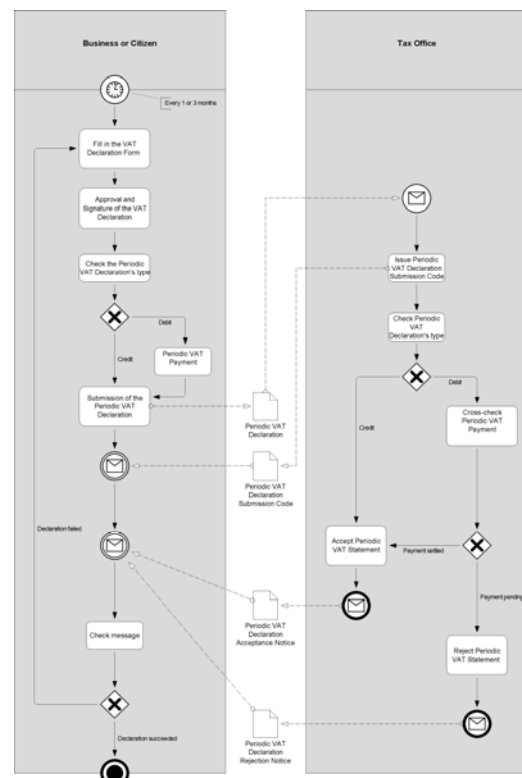 Business or Citizen
Every 1 or 3 months
Fill in the VAT
Declaration Form
Approval and
Signature of the VAT
Declaration
Check the Periodic
VAT Declaration's type
Debit
Credit
Periodic VAT
Payment
Submission of the
Periodic VAT
Declaration
Declaration failed
Check message
Declaration succeeded
Periodic VAT
Declaration
Periodic VAT
Declaration
Submission Code
Periodic VAT
Declaration
Acceptance Notice
Periodic VAT
Declaration
Rejection Notice
Tax Office
Issue Periodic
VAT Declaration
Submission Code
Check Periodic
VAT
Declaration's type
Debit
Credit
Cross-check
Periodic VAT
Payment
Accept Periodic
VAT Statement
Payment settled
Payment pending
Reject Periodic
VAT Statement